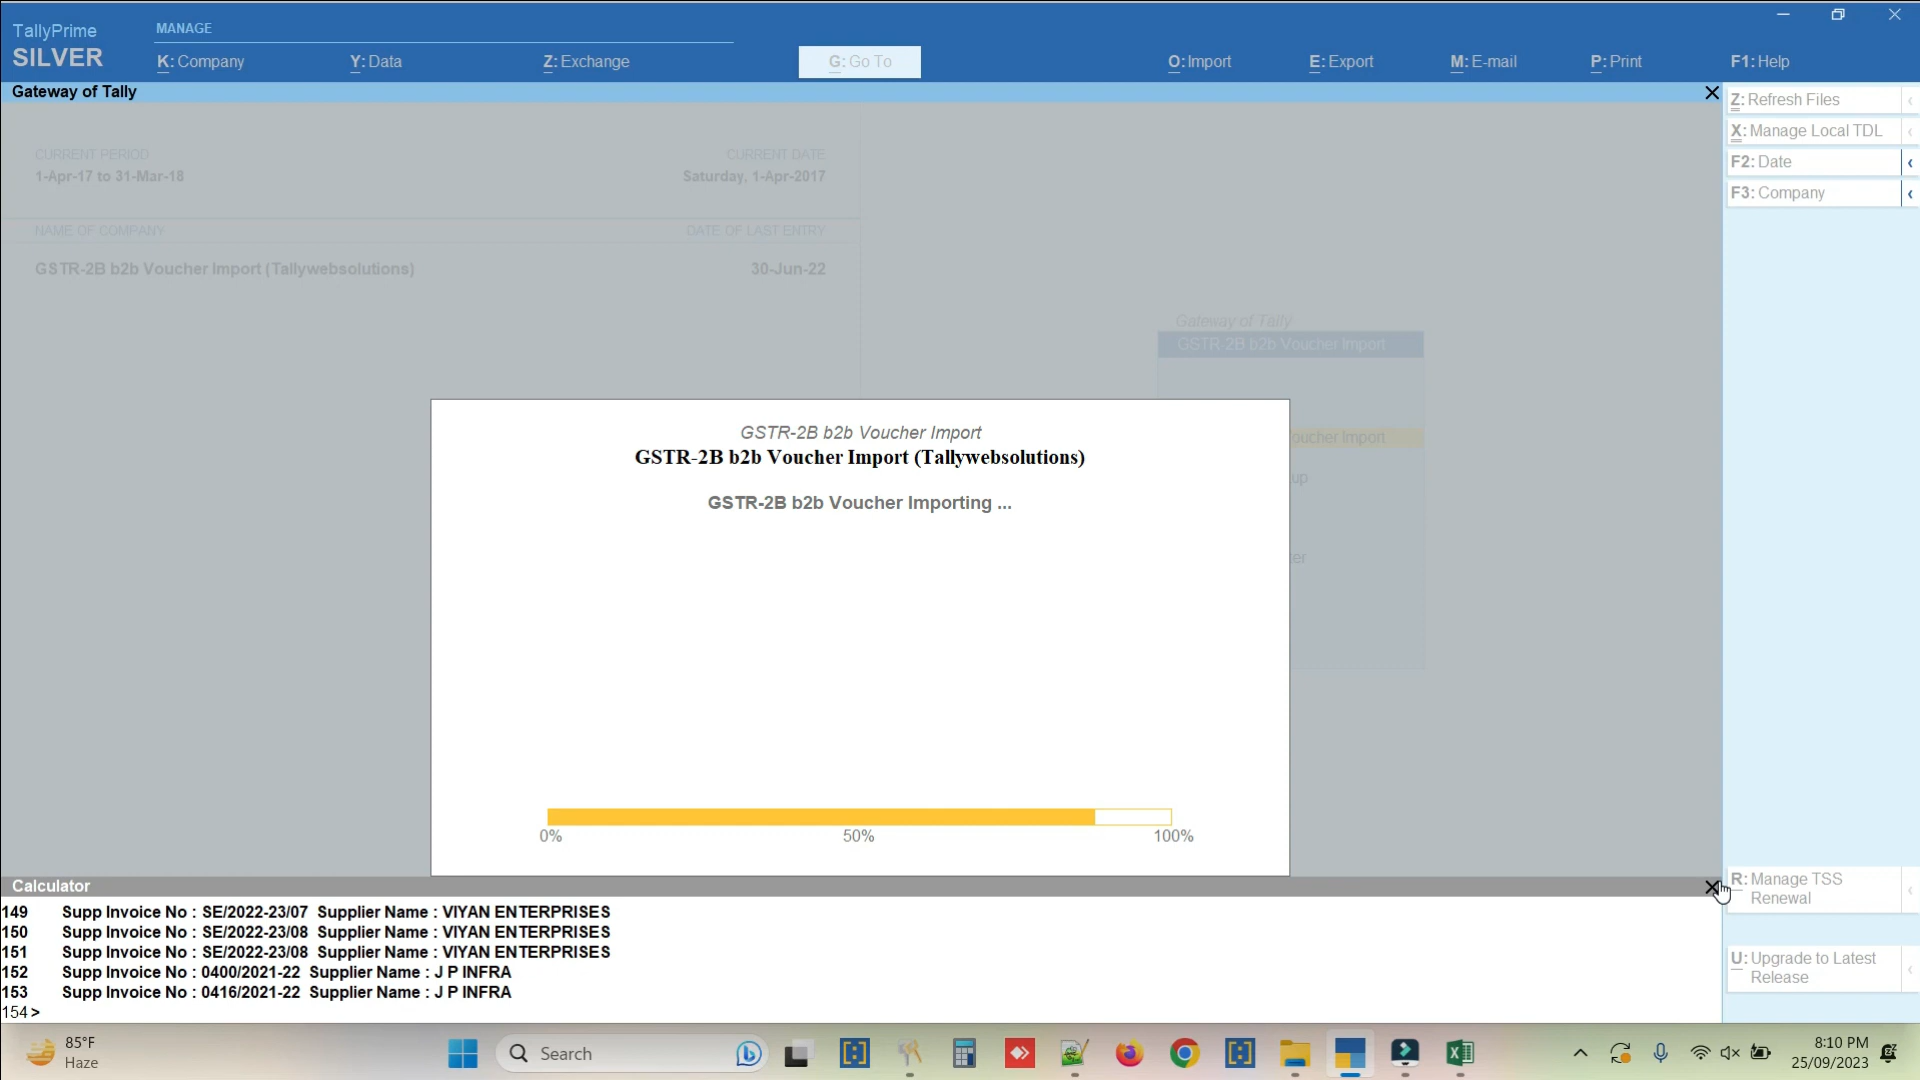 TallyPrime
SILVER
MANAGE
K: Company
Y: Data
Z: Exchange
G: Go To
O: Import
E: Export
M: E-mail
P: Print
F1: Help
Gateway of Tally
Z: Refresh Files
X: Manage Local TDL
F2: Date
F3: Company
CURRENT PERIOD
CURRENT DATE
1-Apr-17 to 31-Mar-18
Saturday, 1-Apr-2017
NAME OF COMPANY
DATE OF LAST ENTRY
GSTR-2B b2b Voucher Import (Tallywebsolutions)
30-Jun-22
Gateway of Tally
GSTR-2B b2b Voucher Import
oucher Import
up
ter
GSTR-2B b2b Voucher Import
GSTR-2B b2b Voucher Import (Tallywebsolutions)
GSTR-2B b2b Voucher Importing ...
0%
50%
100%
R: Manage TSS
Renewal
U: Upgrade to Latest
Release
Calculator
149 Supp Invoice No : SE/2022-23/07 Supplier Name : VIYAN ENTERPRISES
150 Supp Invoice No : SE/2022-23/08 Supplier Name : VIYAN ENTERPRISES
151 Supp Invoice No : SE/2022-23/08 Supplier Name : VIYAN ENTERPRISES
152 Supp Invoice No : 0400/2021-22 Supplier Name : J P INFRA
153 Supp Invoice No : 0416/2021-22 Supplier Name : J P INFRA
154 >
85°F
Haze
Search
8:10 PM
25/09/2023